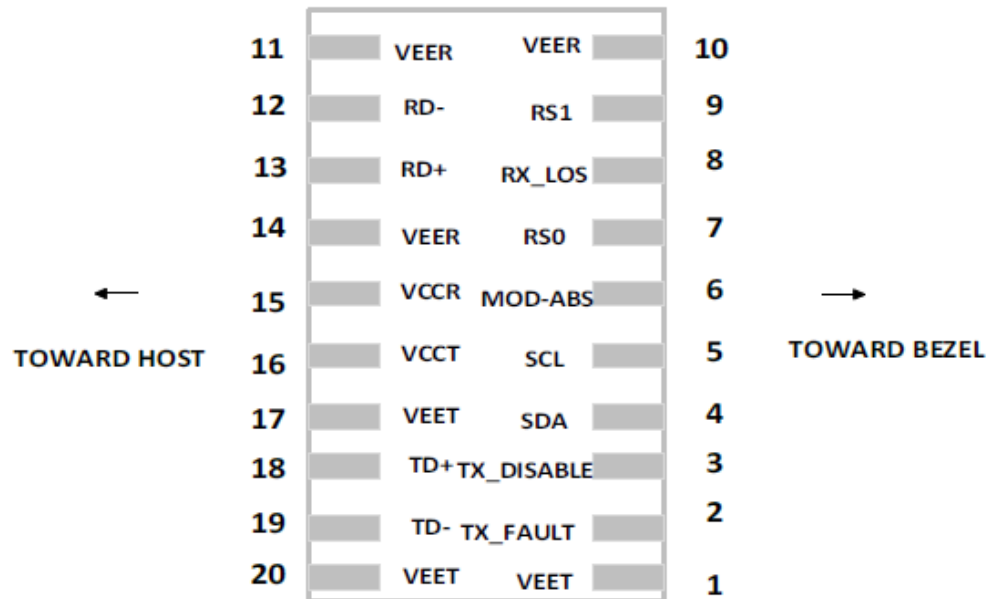 11 VEER VEER 10
12 RD- RS1 9
13 RD+ RX_LOS 8
14 VEER RS0 7
15 VCCR MOD-ABS 6
TOWARD HOST 16 VCCT SCL 5 TOWARD BEZEL
17 VEET SDA 4
18 TD+ TX_DISABLE 3
19 TD- TX_FAULT 2
20 VEET VEET 1